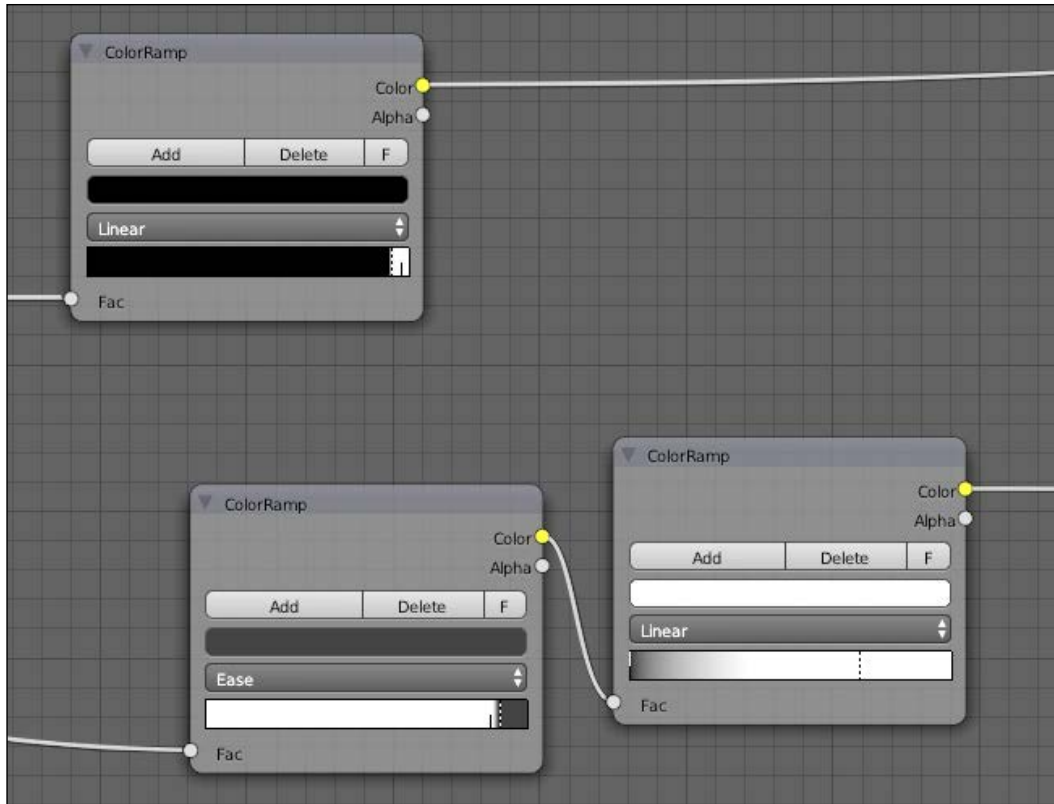 ColorRamp
Color
Alpha
Add Delete F
Linear
Fac
ColorRamp
Color
Alpha
Add Delete F
Ease
Fac
ColorRamp
Color
Alpha
Add Delete F
Linear
Fac